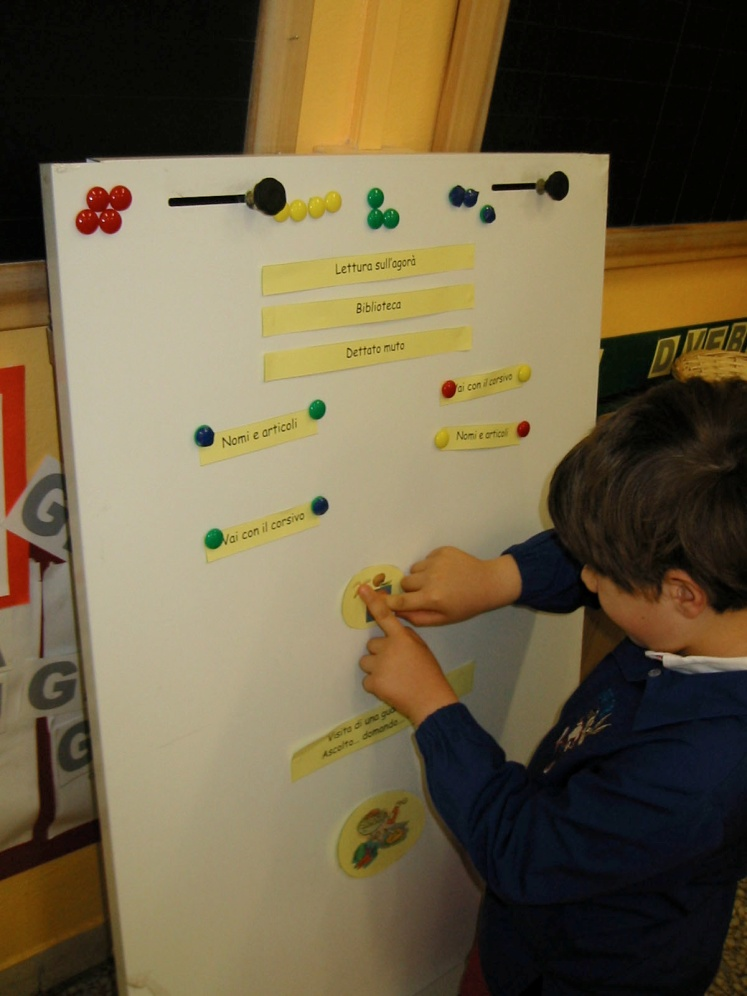 Lettura sull'agorà
Biblioteca
Dettato muto
Vai con il corsivo
Nomi e articoli
Nomi e articoli
Vai con il corsivo
Visita di una
Ascolto... domando...
D V E B
G
G
G